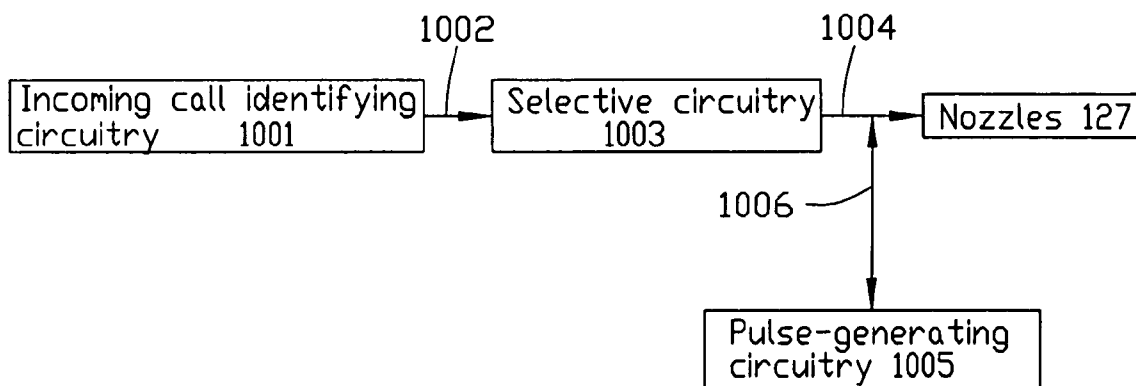 1002
1004
Incoming call identifying
circuitry 1001
Selective circuitry
1003
Nozzles 127
1006
Pulse-generating
circuitry 1005